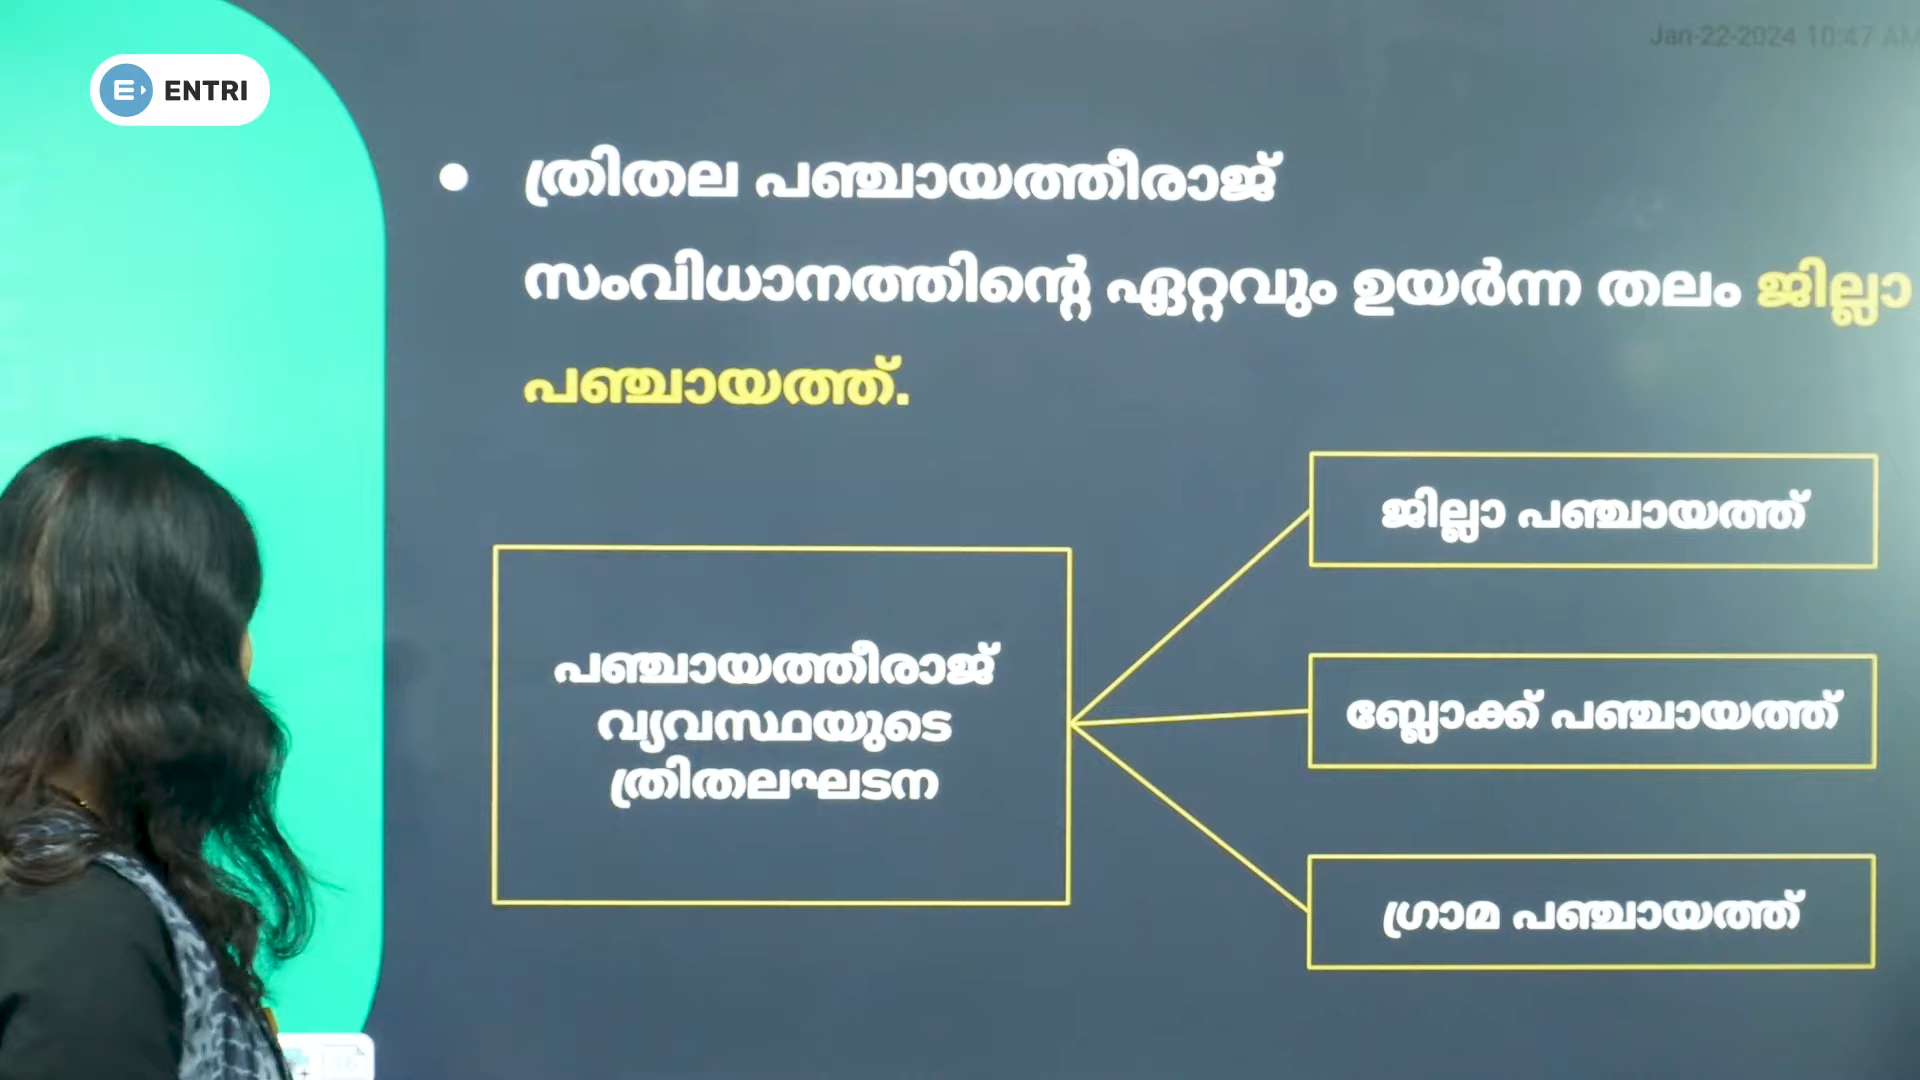 Jan-22-2024 10:47 AM
ENTRI
ത്രിതല പഞ്ചായത്തീരാജ്
സംവിധാനത്തിന്റെ ഏറ്റവും ഉയർന്ന തലം ജില്ലാ
പഞ്ചായത്ത്.
ജില്ലാ പഞ്ചായത്ത്
പഞ്ചായത്തീരാജ്
വ്യവസ്ഥയുടെ
ത്രിതലഘടന
ബ്ലോക്ക് പഞ്ചായത്ത്
ഗ്രാമ പഞ്ചായത്ത്